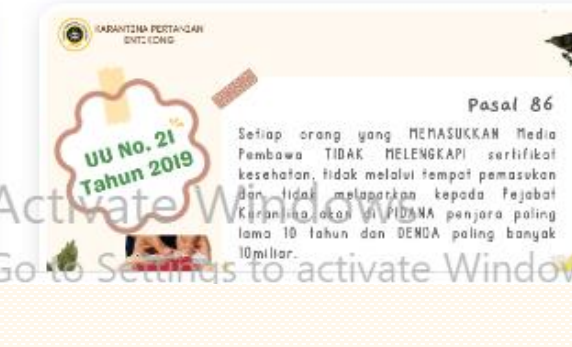 KARANTINA PERTANIAN
ENTIKONG
UU No. 21
Tahun 2019
Pasal 86
Setiap orang yang MEMASUKKAN Media
Pembawa TIDAK MELENGKAPI sertifikat
kesehatan, tidak melalui tempat pemasukan
dan tidak melaporkan kepada Pejabat
Karantina akan di PIDANA penjara paling
lama 10 tahun dan DENDA paling banyak
10miliar.
Activate Windows
Go to Settings to activate Window